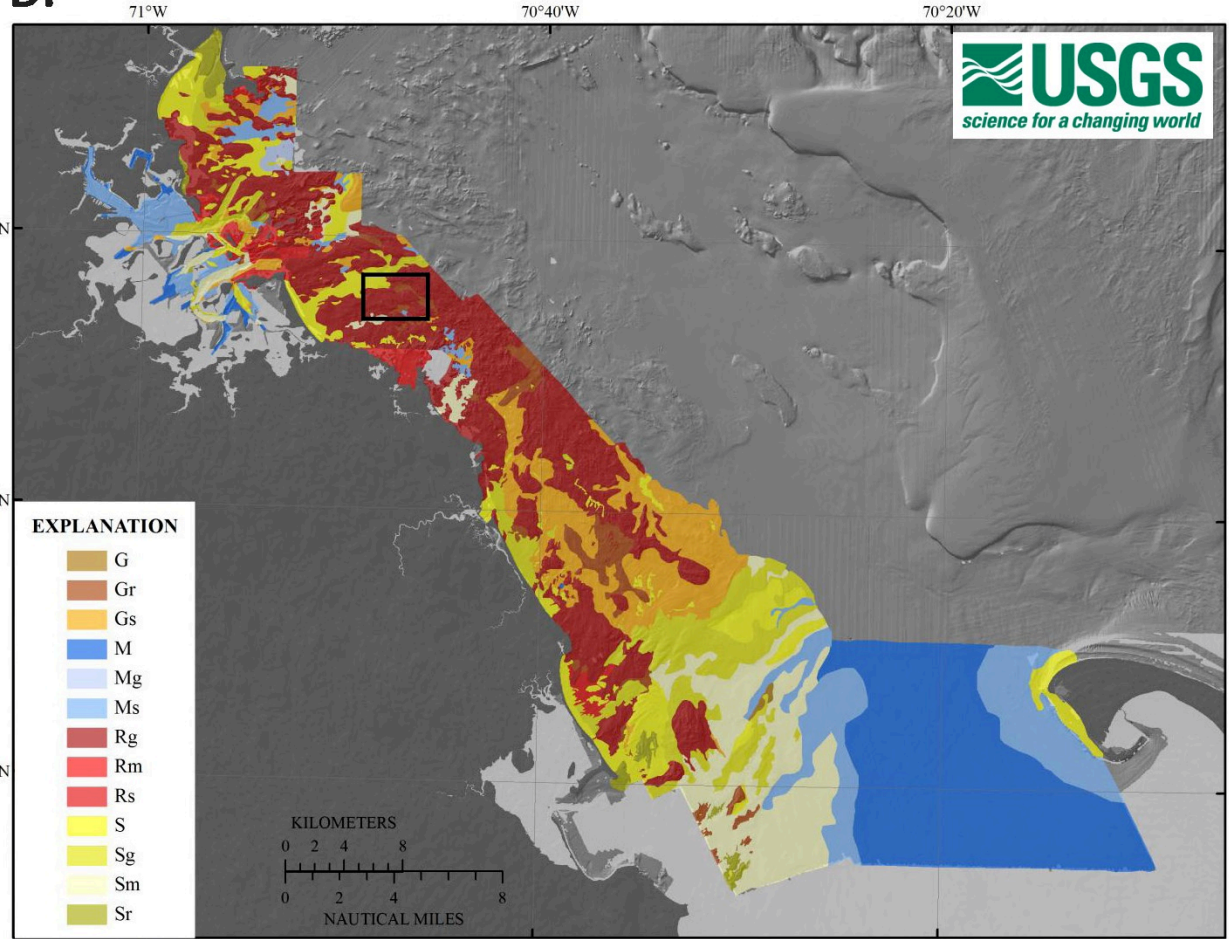 B.
71°W
70°40'W
70°20'W
USGS
science for a changing world
N
N
N
EXPLANATION
G
Gr
Gs
M
Mg
Ms
Rg
Rm
Rs
S
Sg
Sm
Sr
KILOMETERS
0 2 4 8
0 2 4 8
NAUTICAL MILES